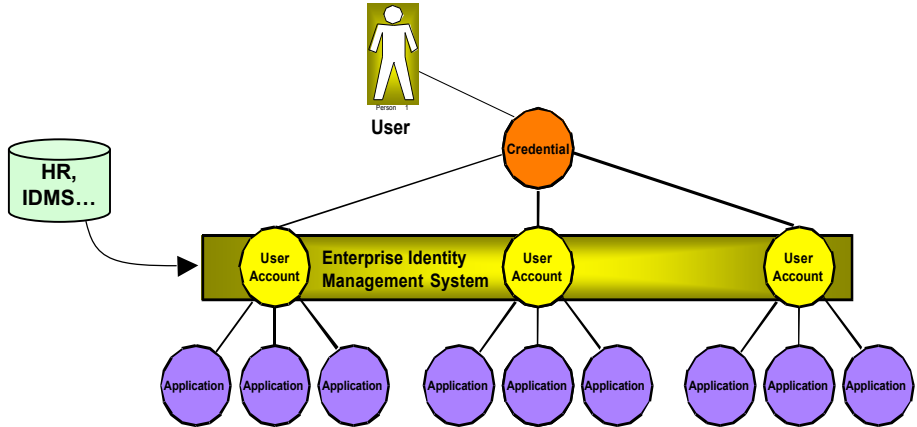 Person 1
User
Credential
HR,
IDMS…
User
Account
Enterprise Identity
Management System
User
Account
User
Account
Application
Application
Application
Application
Application
Application
Application
Application
Application